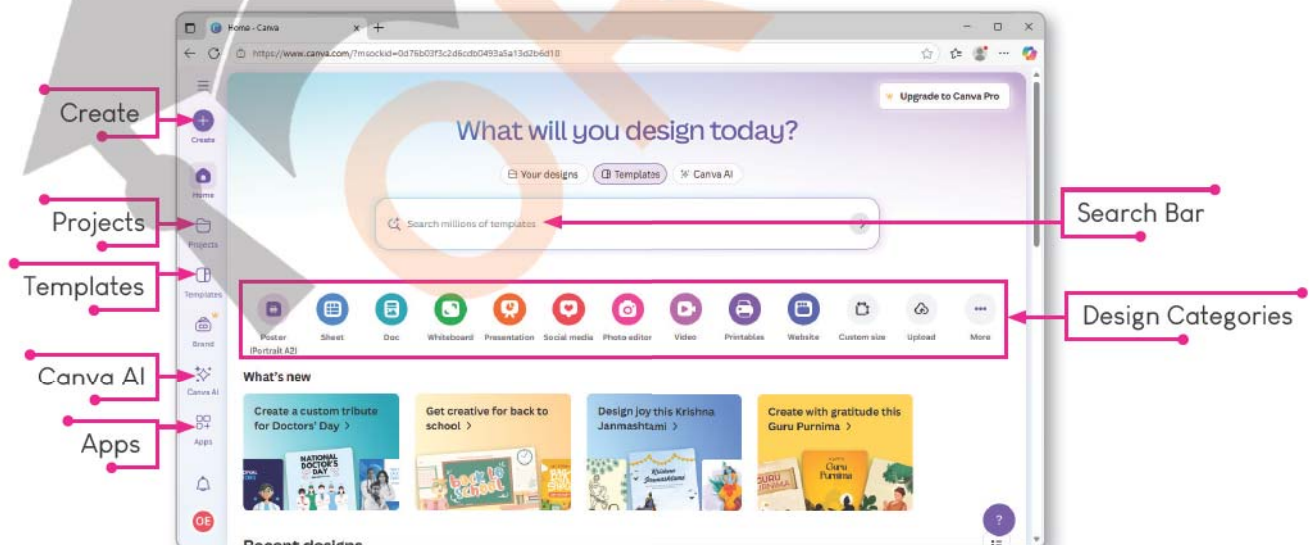 Home - Canva
https://www.canva.com/?msockid=0d76b03f3c2d6cdb0493a5a13d2b6d10
Upgrade to Canva Pro
What will you design today?
Your designs
Templates
Canva AI
Search millions of templates
Create
Projects
Templates
Canva AI
Apps
Create
Home
Projects
Templates
Brand
Canva AI
Apps
OE
Search Bar
Design Categories
Poster
(Portrait A2)
Sheet
Doc
Whiteboard
Presentation
Social media
Photo editor
Video
Printables
Website
Custom size
Upload
More
What's new
Create a custom tribute
for Doctors' Day >
NATIONAL
DOCTOR'S
DAY
Get creative for back to
school >
back to
School
Design joy this Krishna
Janmashtami >
Krishna
Janmashtami
Create with gratitude this
Guru Purnima >
GURU
PURNIMA
Guru
Purnima
?
Recent designs